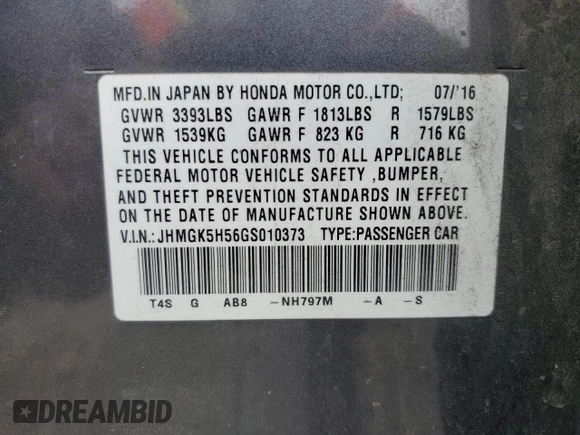 MFD.IN JAPAN BY HONDA MOTOR CO.,LTD; 07/'16
GVWR 3393LBS GAWR F 1813LBS R 1579LBS
GVWR 1539KG GAWR F 823 KG R 716 KG
THIS VEHICLE CONFORMS TO ALL APPLICABLE
FEDERAL MOTOR VEHICLE SAFETY ,BUMPER,
AND THEFT PREVENTION STANDARDS IN EFFECT
ON THE DATE OF MANUFACTURE SHOWN ABOVE.
V.I.N.:JHMGK5H56GS010373 TYPE:PASSENGER CAR
T4S G AB8 -NH797M -A -S
DREAMBID